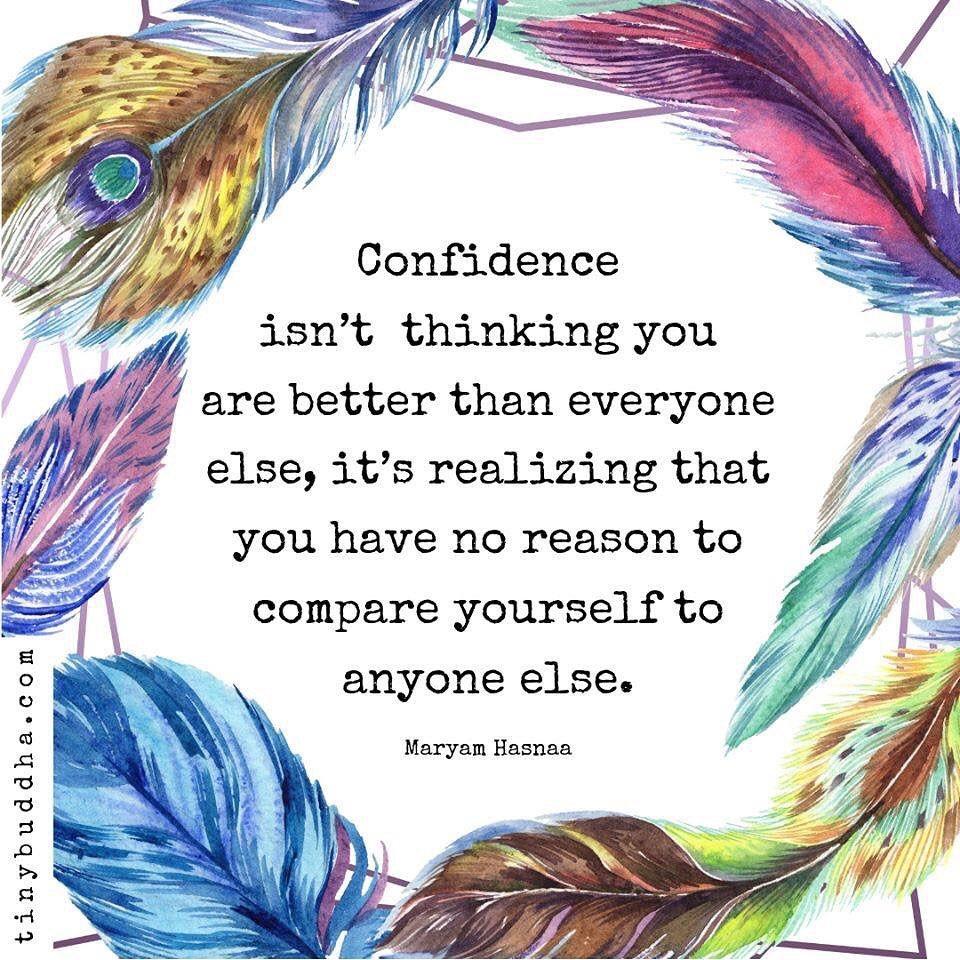 Confidence
isn't thinking you
are better than everyone
else, it's realizing that
you have no reason to
compare yourself to
anyone else.
Maryam Hasnaa
tinybuddha.com